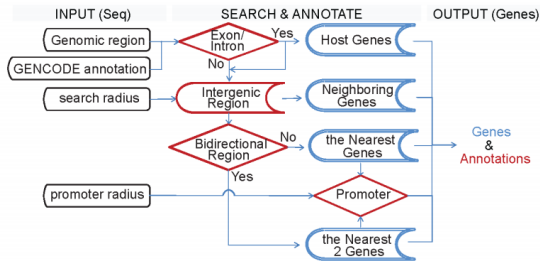 INPUT (Seq)
SEARCH & ANNOTATE
OUTPUT (Genes)
Genomic region
Exon/
Intron
Yes
Host Genes
No
GENCODE annotation
search radius
Intergenic
Region
Neighboring
Genes
Bidirectional
Region
No
the Nearest
Genes
Yes
Genes
&
Annotations
promoter radius
Promoter
the Nearest
2 Genes